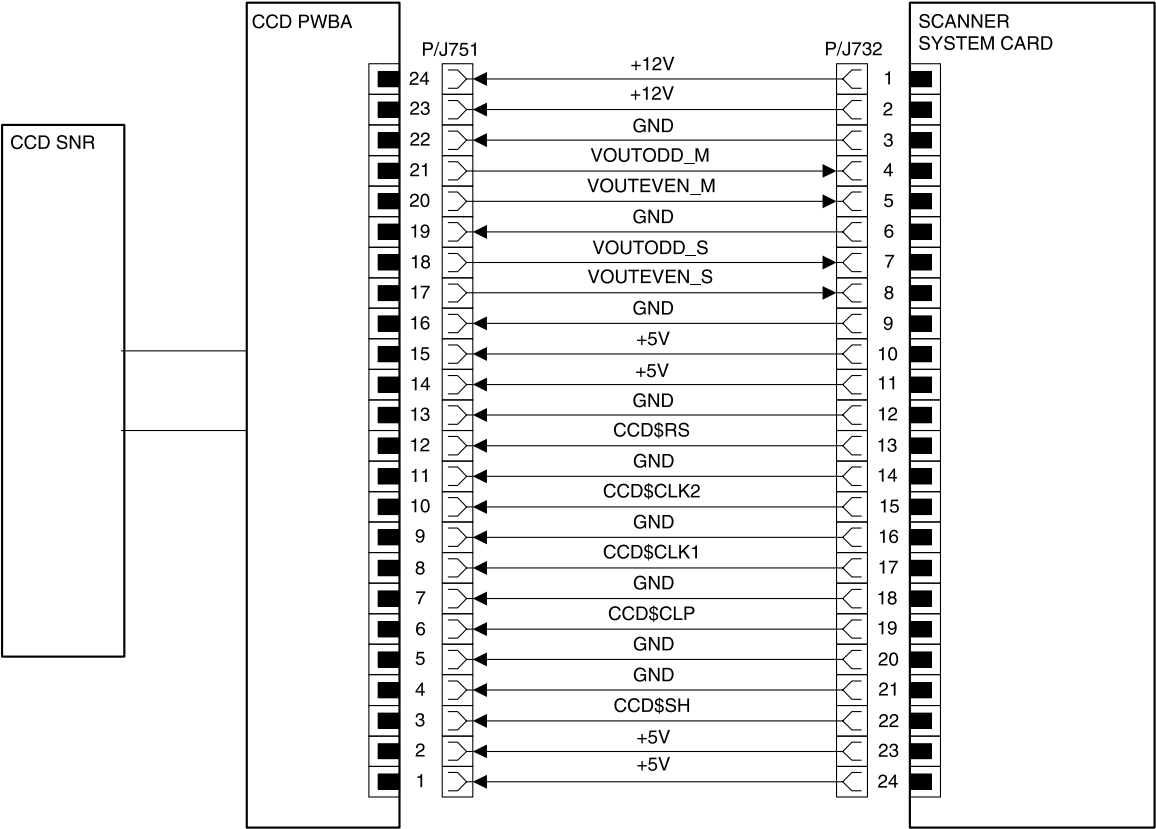 CCD PWBA
SCANNER
SYSTEM CARD
CCD SNR
P/J751
P/J732
24 +12V 1
23 +12V 2
22 GND 3
21 VOUTODD_M 4
20 VOUTEVEN_M 5
19 GND 6
18 VOUTODD_S 7
17 VOUTEVEN_S 8
16 GND 9
15 +5V 10
14 +5V 11
13 GND 12
12 CCD$RS 13
11 GND 14
10 CCD$CLK2 15
9 GND 16
8 CCD$CLK1 17
7 GND 18
6 CCD$CLP 19
5 GND 20
4 GND 21
3 CCD$SH 22
2 +5V 23
1 +5V 24